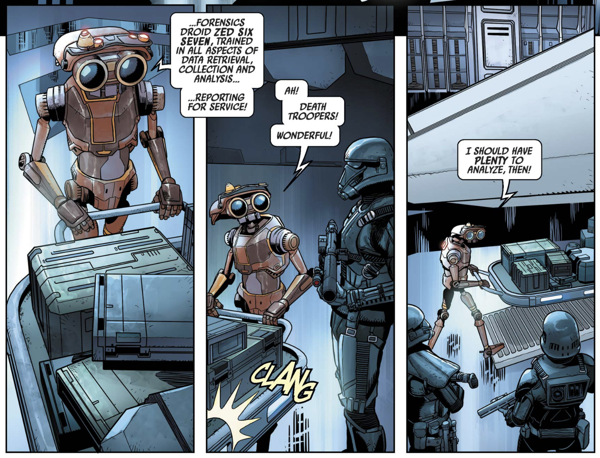 ...FORENSICS
DROID ZED SIX
SEVEN, TRAINED
IN ALL ASPECTS OF
DATA RETRIEVAL,
COLLECTION AND
ANALYSIS...
...REPORTING
FOR SERVICE!
AH!
DEATH
TROOPERS!
WONDERFUL!
CLANG
I SHOULD HAVE
PLENTY TO
ANALYZE, THEN!